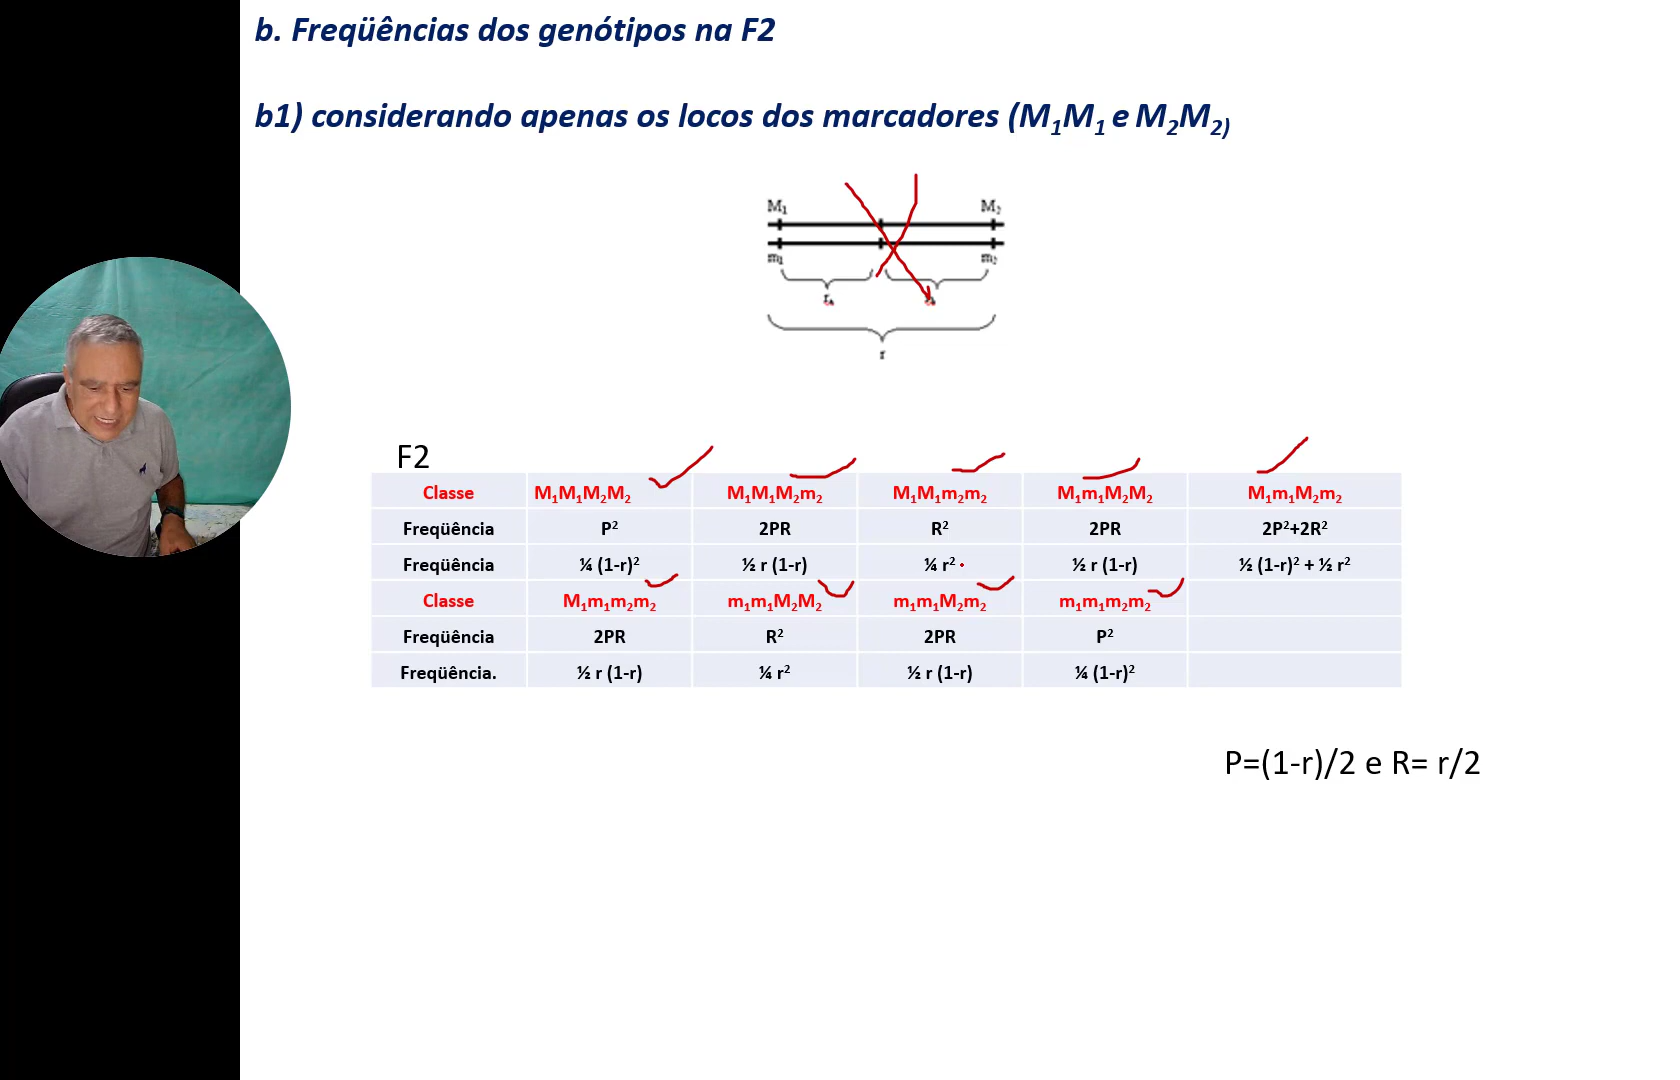 b. Freqüências dos genótipos na F2
b1) considerando apenas os locos dos marcadores (M₁M₁ e M₂M₂)
M₁ M₂
m₁ m₂
r
F2
Classe M₁M₁M₂M₂ M₁M₁M₂m₂ M₁M₁m₂m₂ M₁m₁M₂M₂ M₁m₁M₂m₂
Freqüência P² 2PR R² 2PR 2P²+2R²
Freqüência ¼ (1-r)² ½ r (1-r) ¼ r² ½ r (1-r) ½ (1-r)² + ½ r²
Classe M₁m₁m₂m₂ m₁m₁M₂M₂ m₁m₁M₂m₂ m₁m₁m₂m₂
Freqüência 2PR R² 2PR P²
Freqüência. ½ r (1-r) ¼ r² ½ r (1-r) ¼ (1-r)²
P=(1-r)/2 e R= r/2